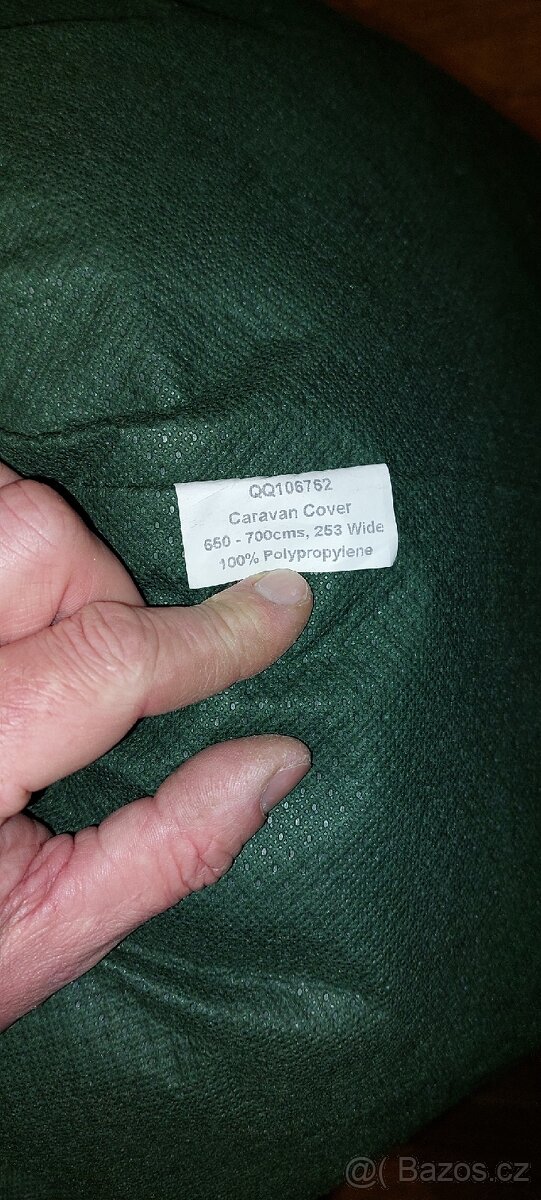 QQ106762
Caravan Cover
650 - 700cms, 253 Wide
100% Polypropylene
@( Bazos.cz